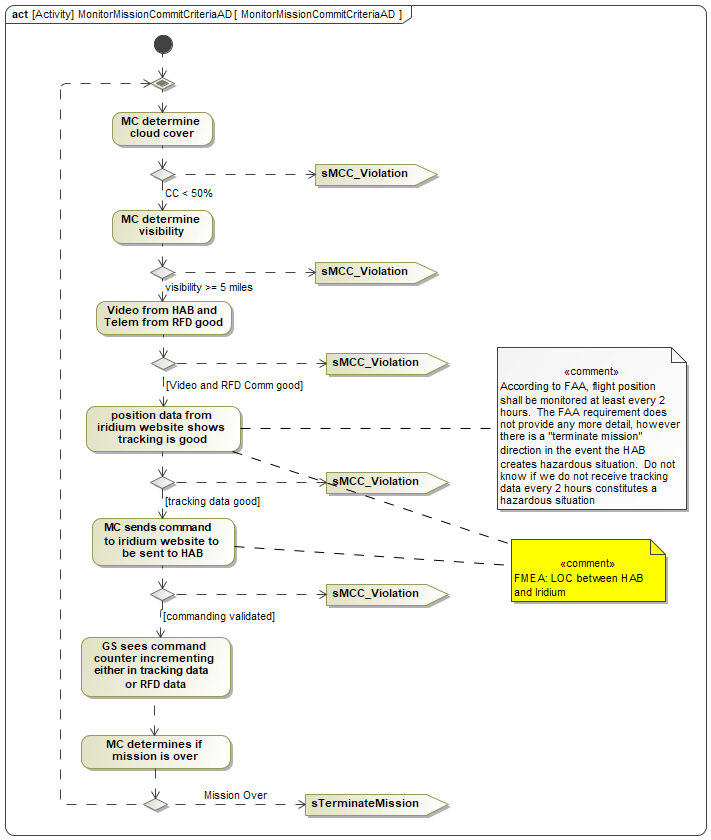 act [Activity] MonitorMissionCommitCriteriaAD [ MonitorMissionCommitCriteriaAD ]
MC determine
cloud cover
sMCC_Violation
CC < 50%
MC determine
visibility
sMCC_Violation
visibility >= 5 miles
Video from HAB and
Telem from RFD good
sMCC_Violation
[Video and RFD Comm good]
position data from
iridium website shows
tracking is good
«comment»
According to FAA, flight position
shall be monitored at least every 2
hours.  The FAA requirement does
not provide any more detail, however
there is a "terminate mission"
direction in the event the HAB
creates hazardous situation.  Do not
know if we do not receive tracking
data every 2 hours constitutes a
hazardous situation
sMCC_Violation
[tracking data good]
MC sends command
to iridium website to
be sent to HAB
«comment»
FMEA: LOC between HAB
and Iridium
sMCC_Violation
[commanding validated]
GS sees command
counter incrementing
either in tracking data
or RFD data
MC determines if
mission is over
Mission Over
sTerminateMission